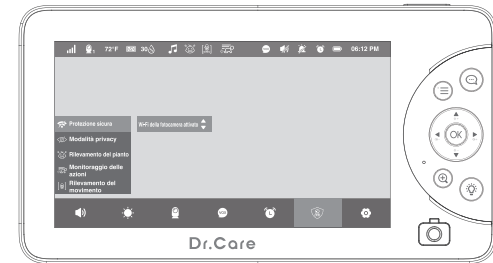 72°F 30 06:12 PM
Protezione sicura
Wi-Fi della fotocamera attivato
Modalità privacy
Rilevamento del pianto
Monitoraggio delle
azioni
Rilevamento del
movimento
OK
Dr.Care